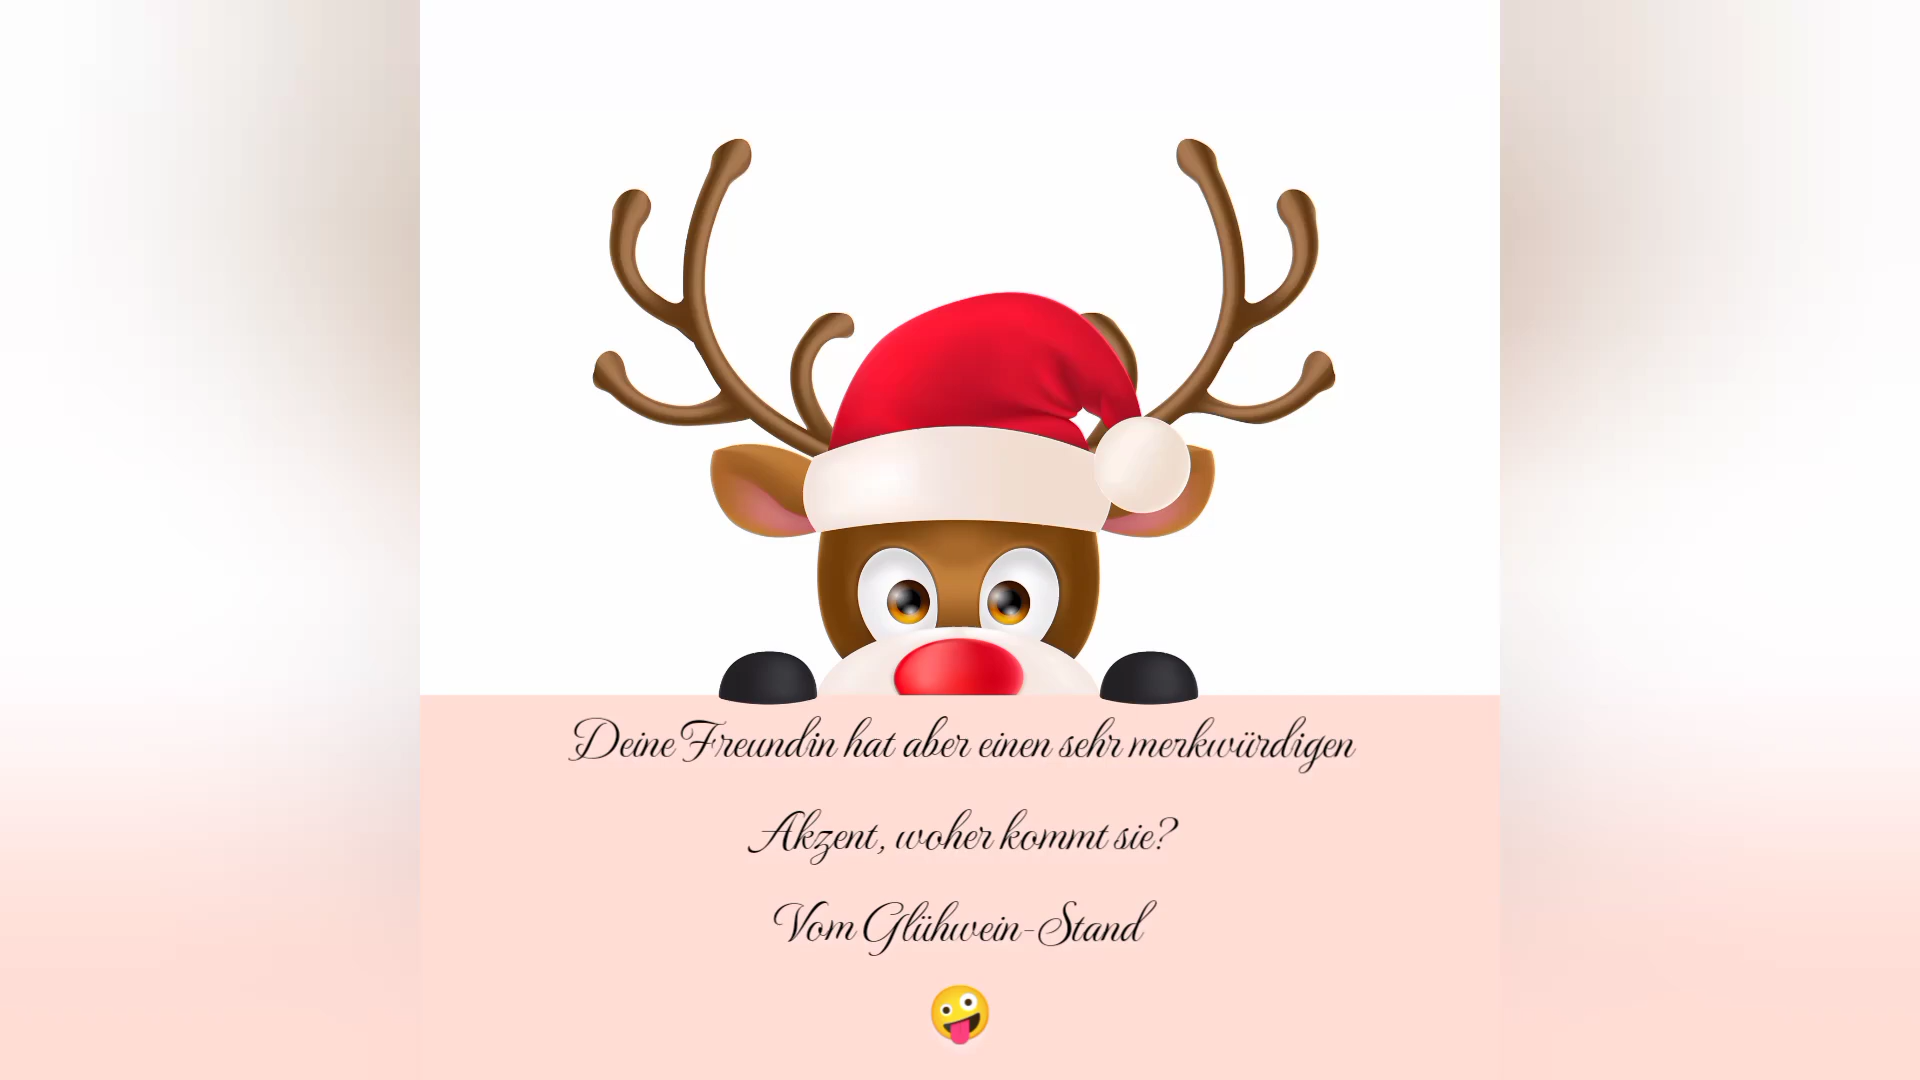 Deine Freundin hat aber einen sehr merkwürdigen
Akzent, woher kommt sie?
Vom Glühwein-Stand
🤪